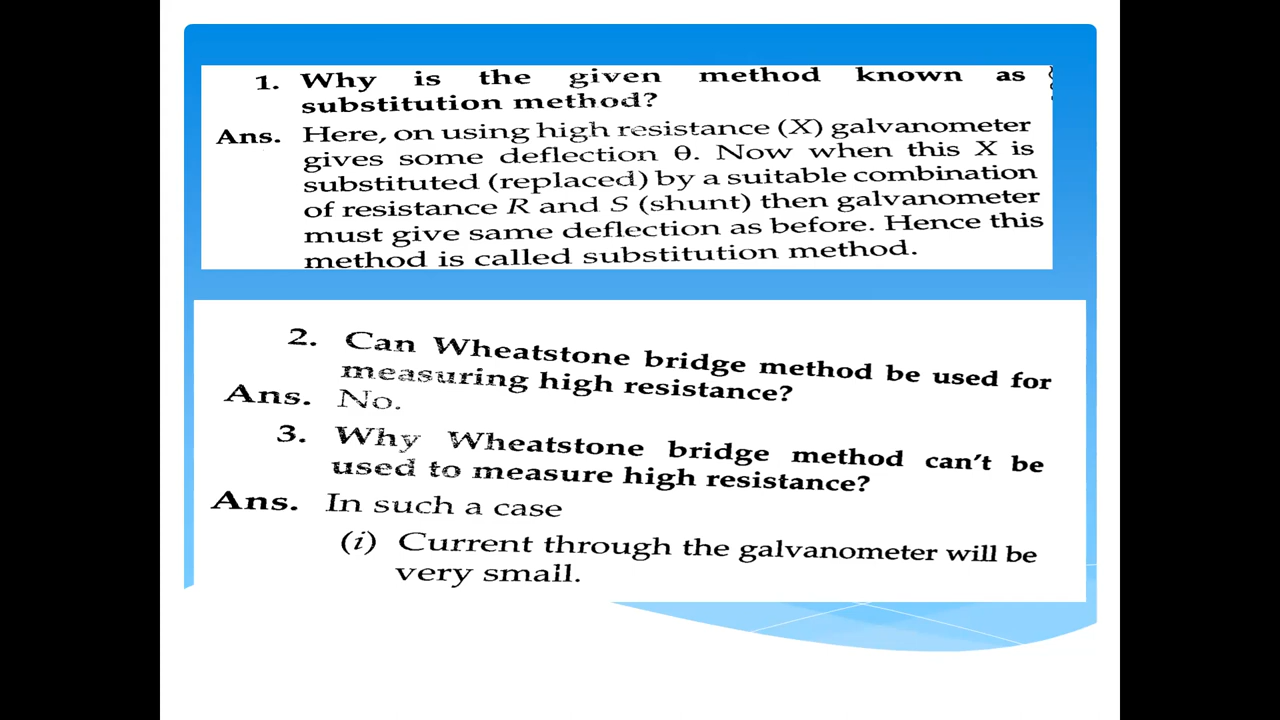 1. Why is the given method known as
substitution method?
Ans. Here, on using high resistance (X) galvanometer
gives some deflection θ. Now when this X is
substituted (replaced) by a suitable combination
of resistance R and S (shunt) then galvanometer
must give same deflection as before. Hence this
method is called substitution method.
2. Can Wheatstone bridge method be used for
measuring high resistance?
Ans. No.
3. Why Wheatstone bridge method can't be
used to measure high resistance?
Ans. In such a case
(i) Current through the galvanometer will be
very small.